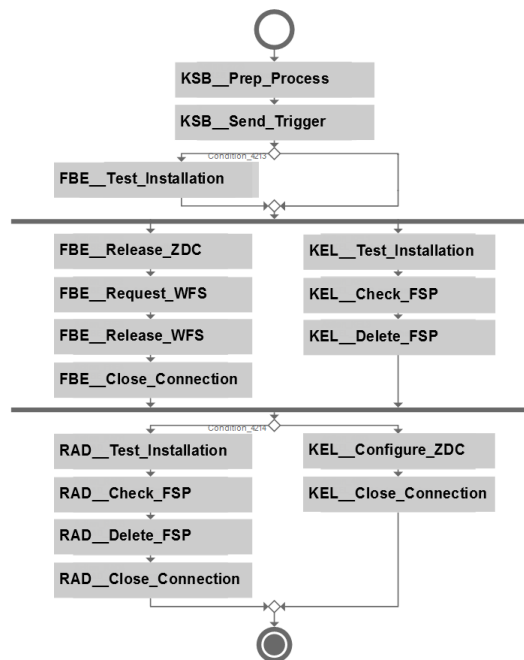 KSB__Prep_Process
KSB__Send_Trigger
Condition_4213
FBE__Test_Installation
FBE__Release_ZDC
KEL__Test_Installation
FBE__Request_WFS
KEL__Check_FSP
FBE__Release_WFS
KEL__Delete_FSP
FBE__Close_Connection
Condition_4214
RAD__Test_Installation
KEL__Configure_ZDC
RAD__Check_FSP
KEL__Close_Connection
RAD__Delete_FSP
RAD__Close_Connection